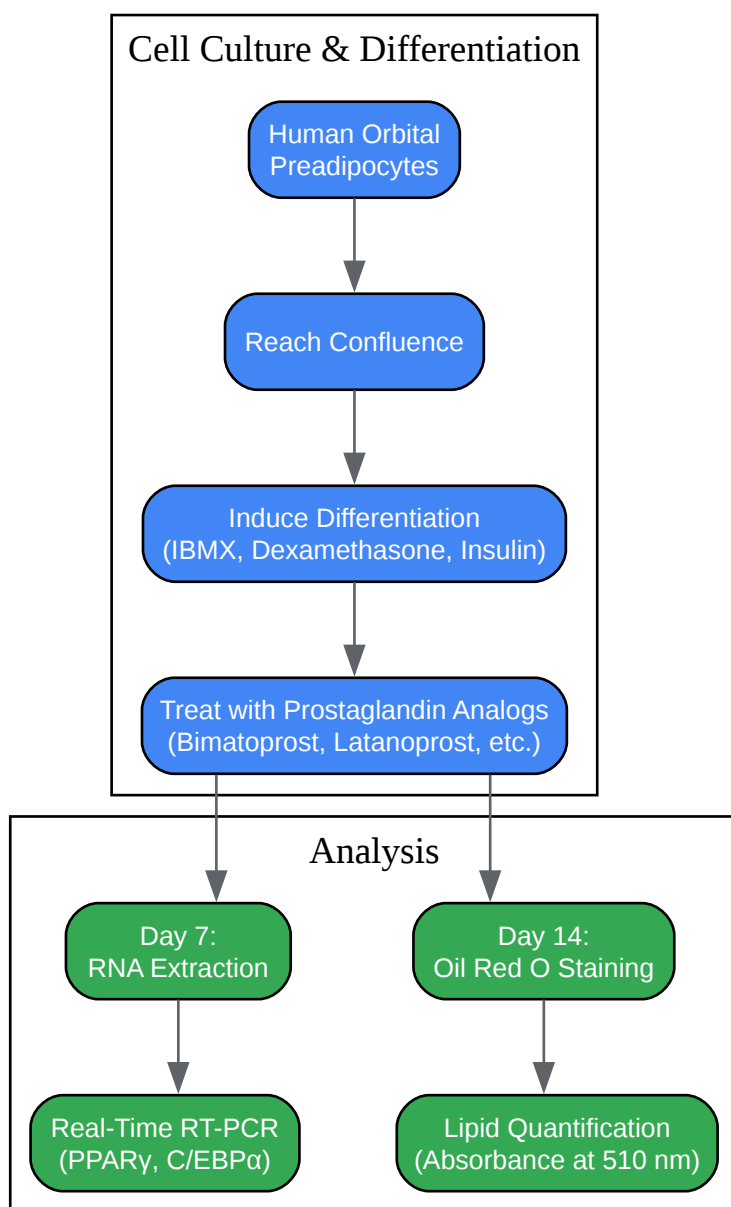 Cell Culture & Differentiation
Human Orbital
Preadipocytes
Reach Confluence
Induce Differentiation
(IBMX, Dexamethasone, Insulin)
Treat with Prostaglandin Analogs
(Bimatoprost, Latanoprost, etc.)
Analysis
Day 7:
RNA Extraction
Day 14:
Oil Red O Staining
Real-Time RT-PCR
(PPARγ, C/EBPα)
Lipid Quantification
(Absorbance at 510 nm)